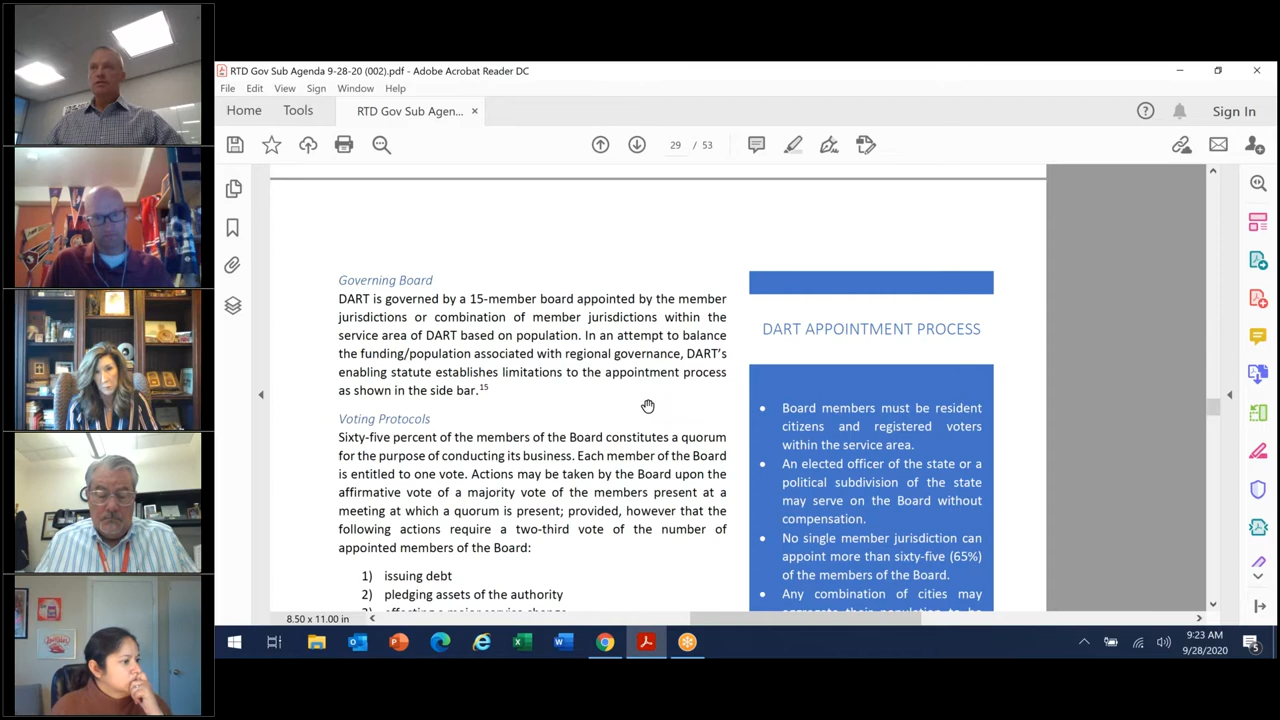 RTD Gov Sub Agenda 9-28-20 (002).pdf - Adobe Acrobat Reader DC
File Edit View Sign Window Help
Home Tools RTD Gov Sub Agen... × Sign In
29 / 53
Governing Board
DART is governed by a 15-member board appointed by the member
jurisdictions or combination of member jurisdictions within the
service area of DART based on population. In an attempt to balance
the funding/population associated with regional governance, DART's
enabling statute establishes limitations to the appointment process
as shown in the side bar.15
Voting Protocols
Sixty-five percent of the members of the Board constitutes a quorum
for the purpose of conducting its business. Each member of the Board
is entitled to one vote. Actions may be taken by the Board upon the
affirmative vote of a majority vote of the members present at a
meeting at which a quorum is present; provided, however that the
following actions require a two-third vote of the number of
appointed members of the Board:
1) issuing debt
2) pledging assets of the authority
DART APPOINTMENT PROCESS
• Board members must be resident
citizens and registered voters
within the service area.
• An elected officer of the state or a
political subdivision of the state
may serve on the Board without
compensation.
• No single member jurisdiction can
appoint more than sixty-five (65%)
of the members of the Board.
• Any combination of cities may
8.50 x 11.00 in
9:23 AM
9/28/2020
5